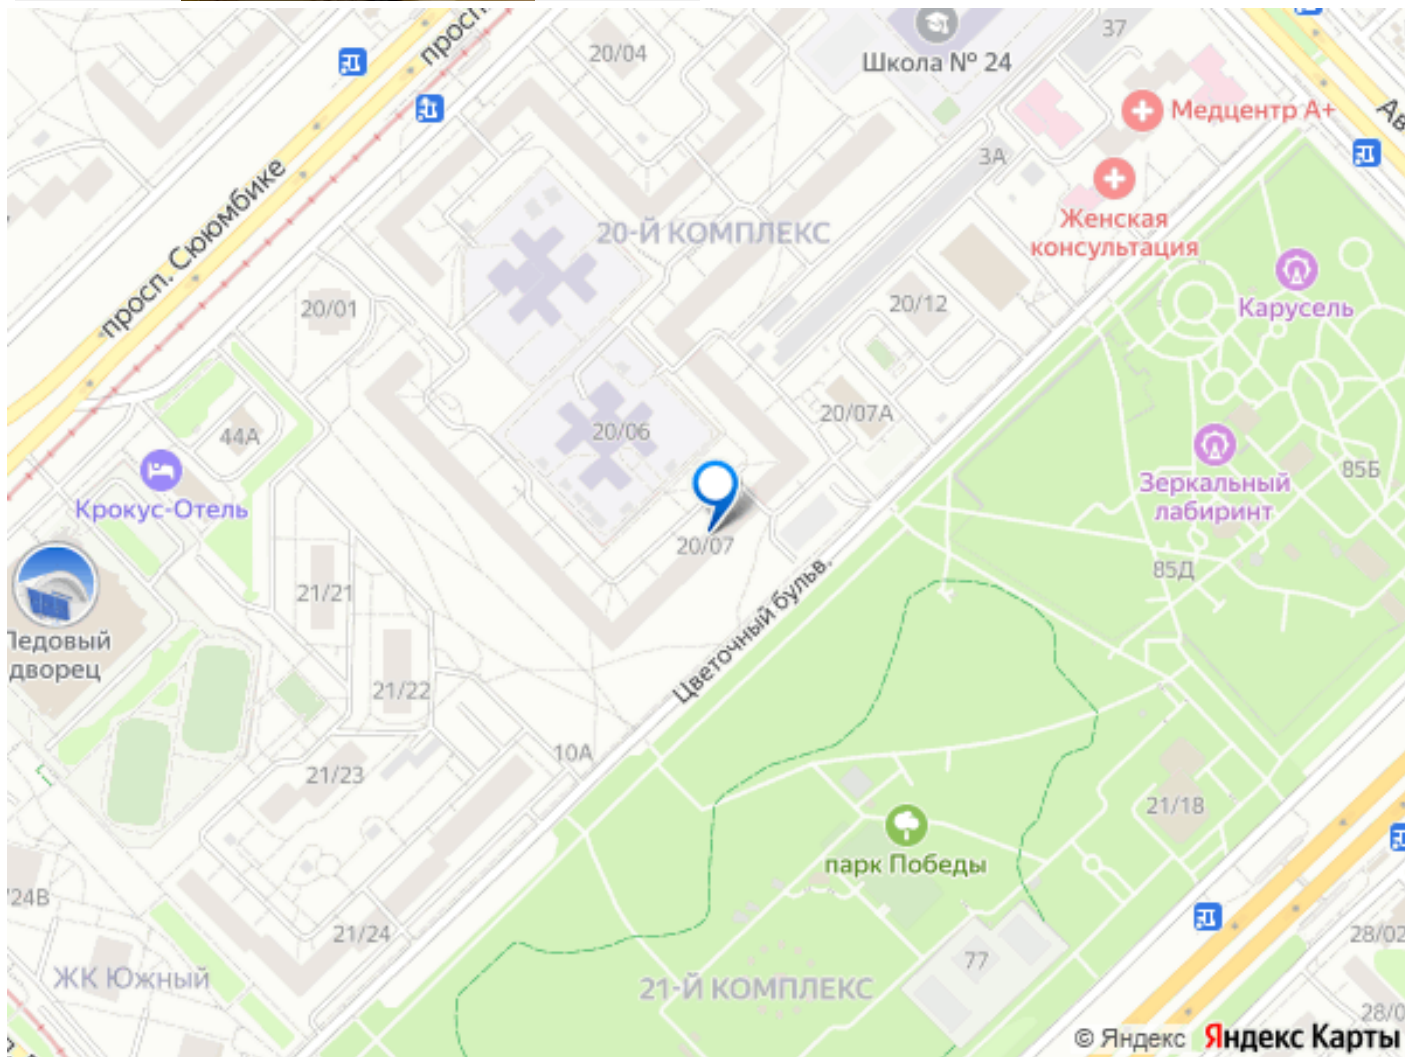 просп.
20/04
37
Школа № 24
Ав
Медцентр А+
3А
просп. Сююмбике
Женская
консультация
20-Й КОМПЛЕКС
20/01
20/12
Карусель
44А
20/06
20/07А
Зеркальный
лабиринт
85Б
Крокус-Отель
20/07
85Д
21/21
Ледовый
дворец
Цветочный бульв.
21/22
10А
21/23
21/18
парк Победы
/24В
21/24
28/02
ЖК Южный
77
21-Й КОМПЛЕКС
28/0
© Яндекс Яндекс Карты